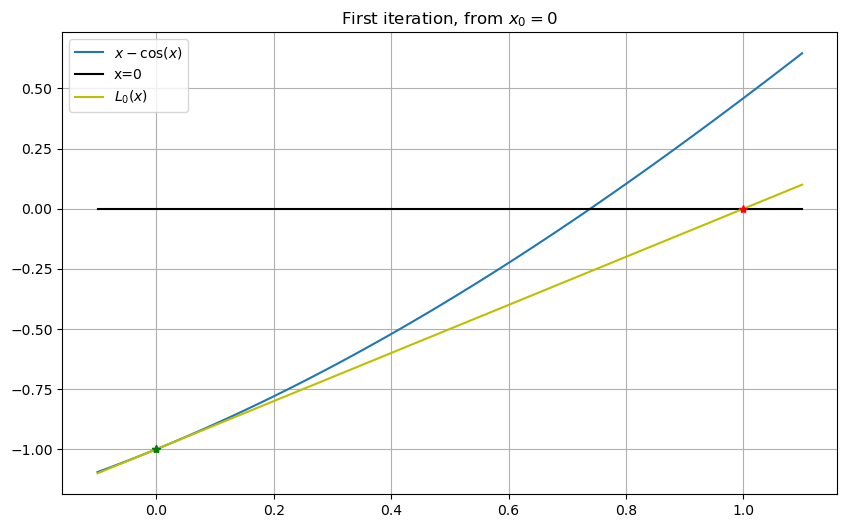 First iteration, from x₀ = 0
x − cos(x)
x=0
L₀(x)
0.50
0.25
0.00
−0.25
−0.50
−0.75
−1.00
0.0 0.2 0.4 0.6 0.8 1.0